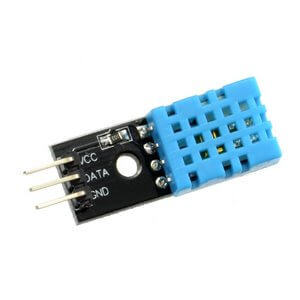 VCC
DATA
GND